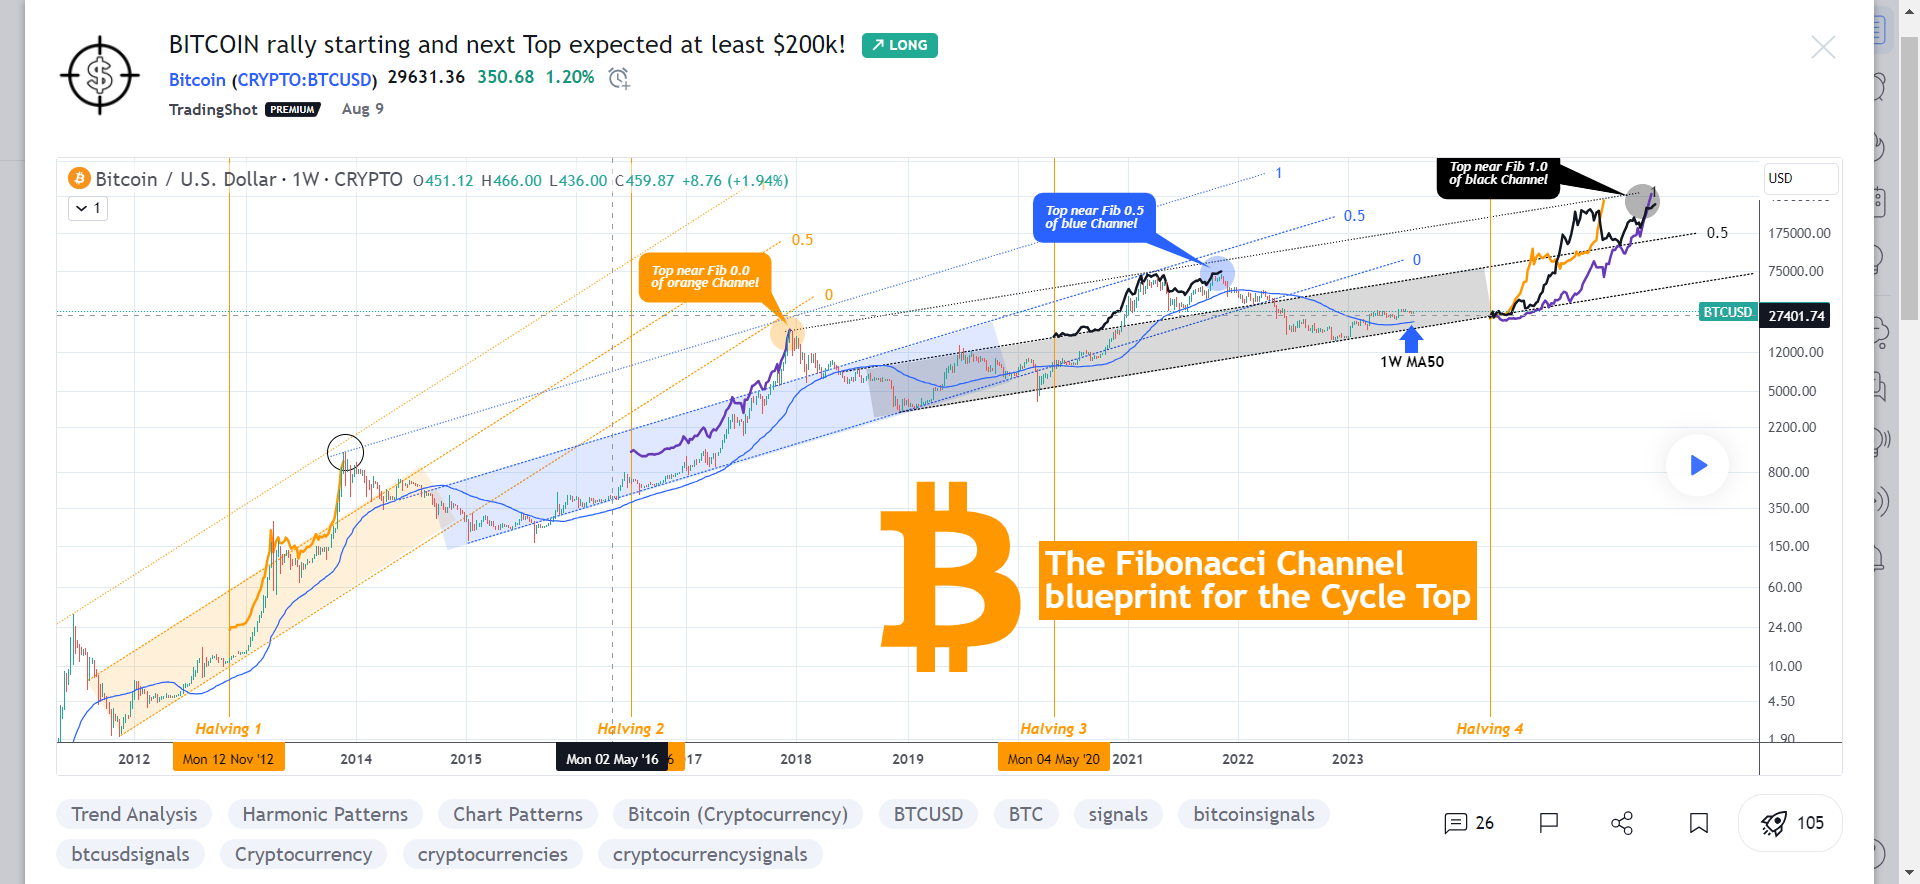 BITCOIN rally starting and next Top expected at least $200k!
LONG
Bitcoin (CRYPTO:BTCUSD) 29631.36 350.68 1.20%
TradingShot PREMIUM Aug 9
Bitcoin / U.S. Dollar · 1W · CRYPTO O451.12 H466.00 L436.00 C459.87 +8.76 (+1.94%)
1
USD
Top near Fib 1.0
of black Channel
1
1
Top near Fib 0.5
of blue Channel
0.5
0.5
0.5
0
Top near Fib 0.0
of orange Channel
0
175000.00
75000.00
BTCUSD
27401.74
1W MA50
12000.00
5000.00
2200.00
800.00
350.00
150.00
60.00
24.00
10.00
4.50
1.90
The Fibonacci Channel
blueprint for the Cycle Top
Halving 1
Halving 2
Halving 3
Halving 4
2012
Mon 12 Nov '12
2014
2015
Mon 02 May '16
6
17
2018
2019
Mon 04 May '20
2021
2022
2023
Trend Analysis
Harmonic Patterns
Chart Patterns
Bitcoin (Cryptocurrency)
BTCUSD
BTC
signals
bitcoinsignals
26
105
btcusdsignals
Cryptocurrency
cryptocurrencies
cryptocurrencysignals